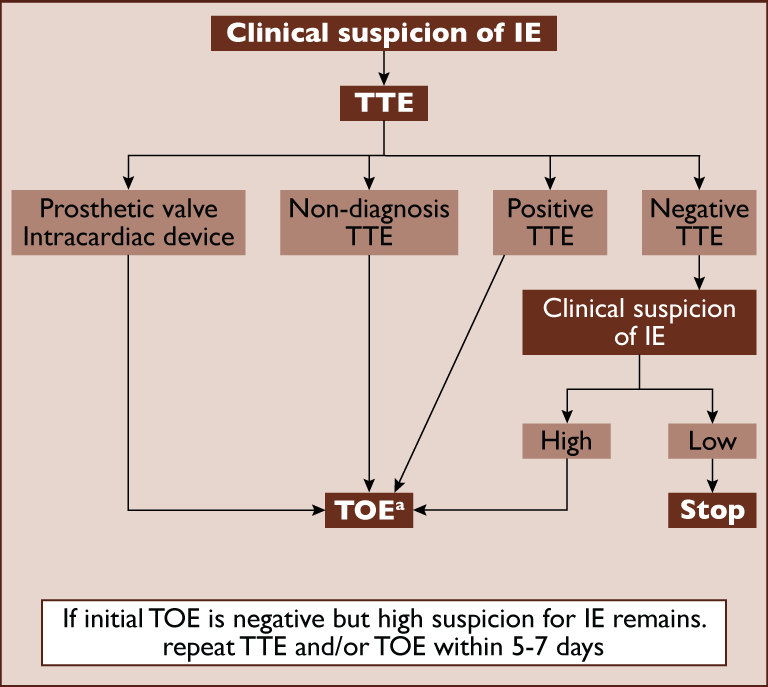 Clinical suspicion of IE
TTE
Prosthetic valve
Intracardiac device
Non-diagnosis
TTE
Positive
TTE
Negative
TTE
Clinical suspicion
of IE
High
Low
TOEª
Stop
If initial TOE is negative but high suspicion for IE remains.
repeat TTE and/or TOE within 5-7 days